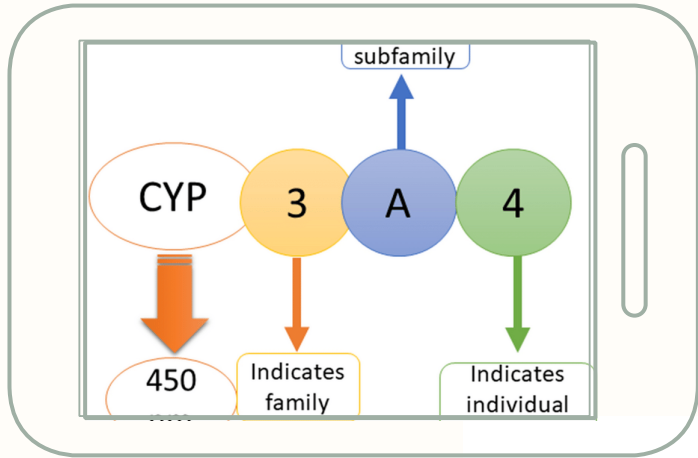 subfamily
CYP
3
A
4
450
Indicates
family
Indicates
individual